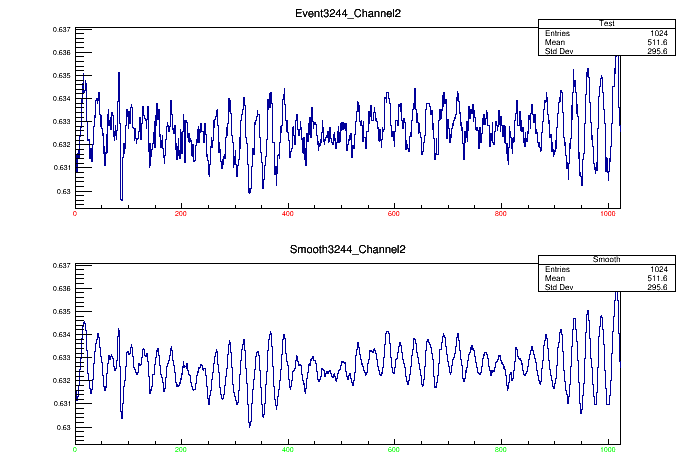 Event3244_Channel2
Test
Entries 1024
Mean 511.6
Std Dev 295.6
0.637
0.636
0.635
0.634
0.633
0.632
0.631
0.63
0 200 400 600 800 1000
Smooth3244_Channel2
Smooth
Entries 1024
Mean 511.6
Std Dev 295.6
0.637
0.636
0.635
0.634
0.633
0.632
0.631
0.63
0 200 400 600 800 1000